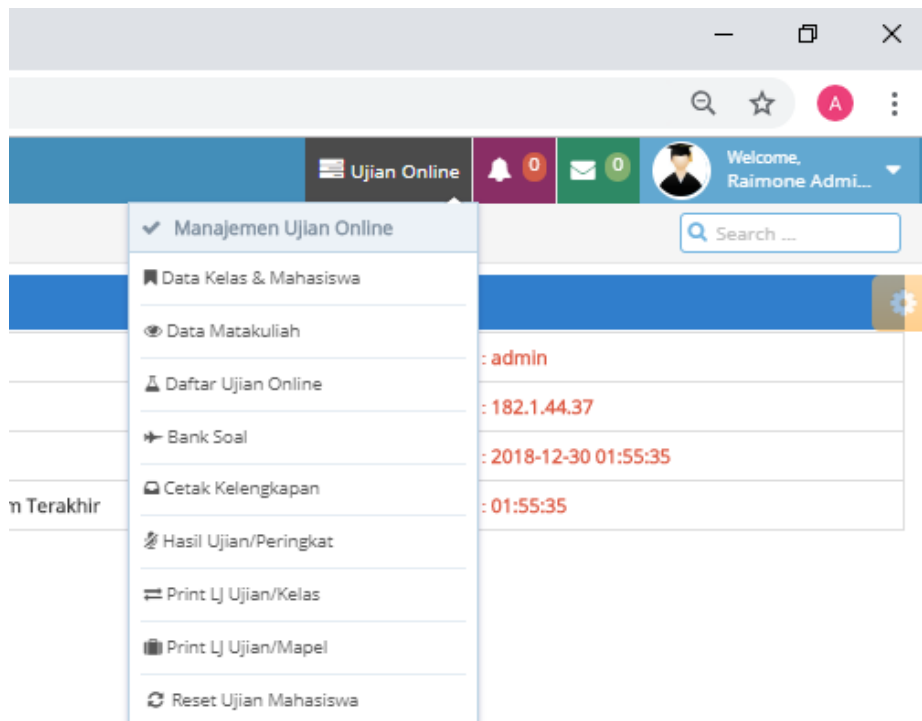 A
Ujian Online
0
0
Welcome,
Raimone Admi...
Manajemen Ujian Online
Search ...
Data Kelas & Mahasiswa
Data Matakuliah
: admin
Daftar Ujian Online
: 182.1.44.37
Bank Soal
: 2018-12-30 01:55:35
Cetak Kelengkapan
m Terakhir
: 01:55:35
Hasil Ujian/Peringkat
Print LJ Ujian/Kelas
Print LJ Ujian/Mapel
Reset Ujian Mahasiswa